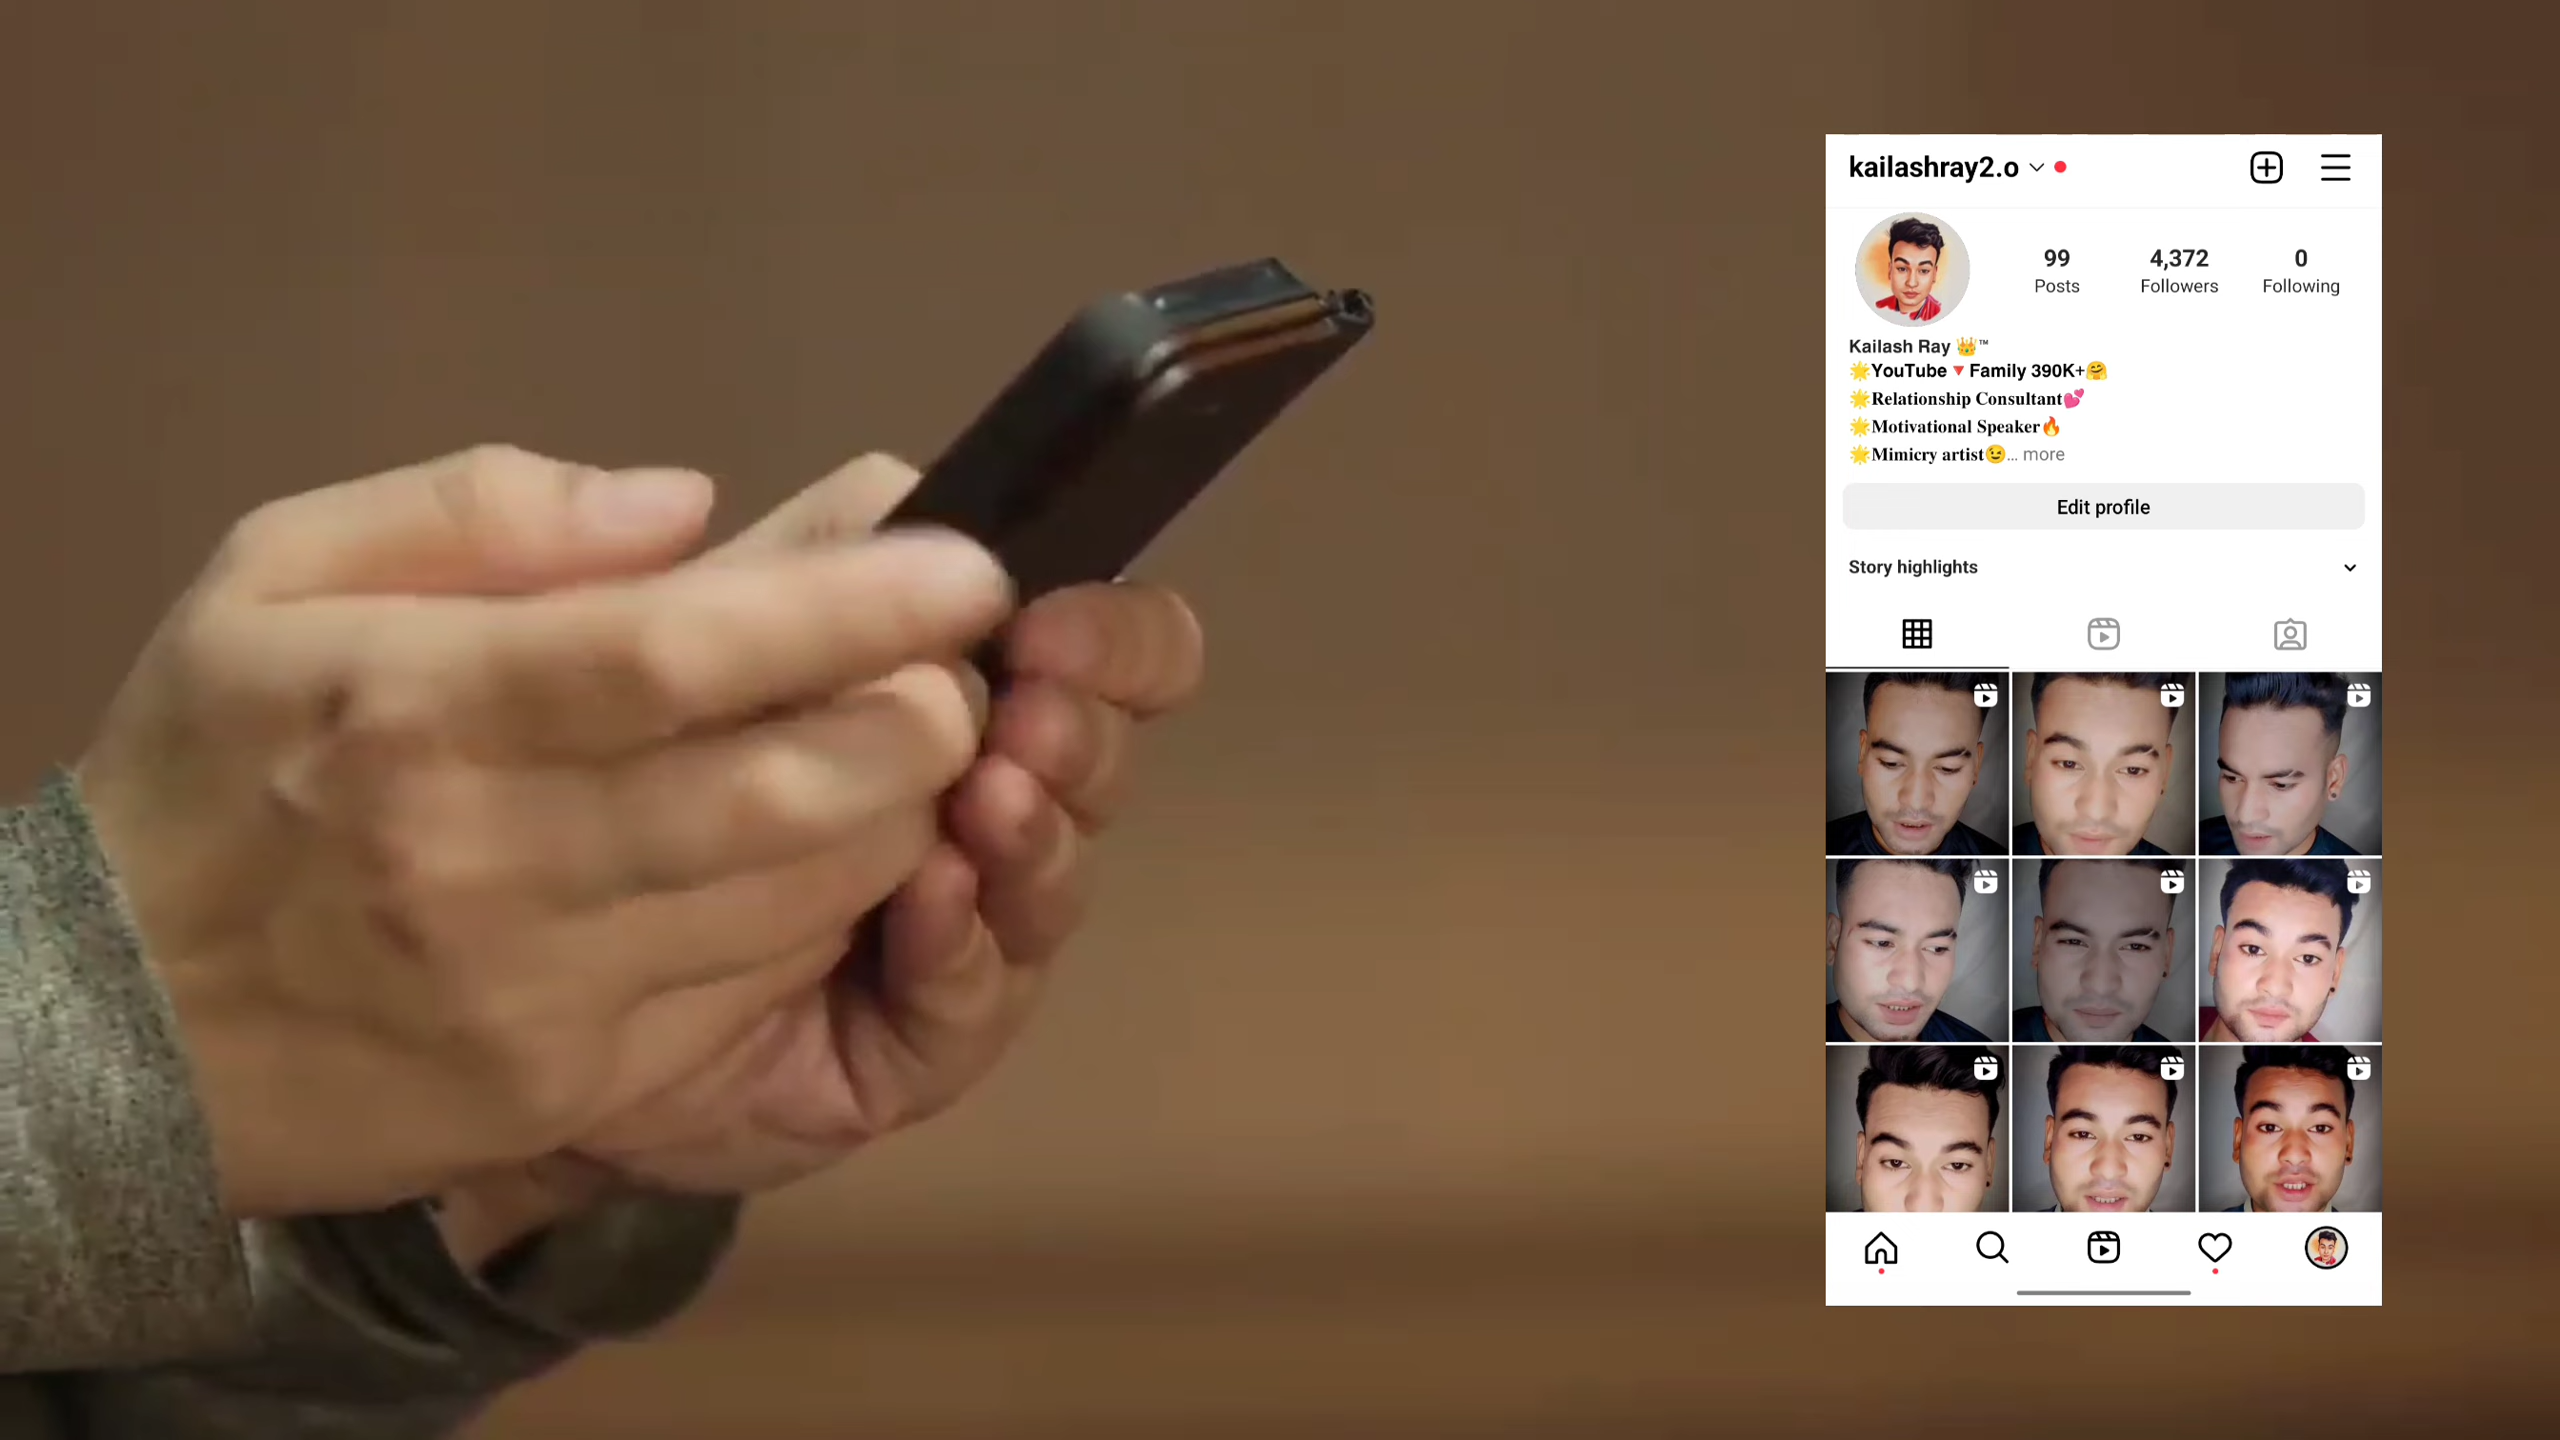 kailashray2.o
99 4,372 0
Posts Followers Following
Kailash Ray 👑™
🌟YouTube🔻Family 390K+🤗
🌟Relationship Consultant💕
🌟Motivational Speaker🔥
🌟Mimicry artist😉... more
Edit profile
Story highlights